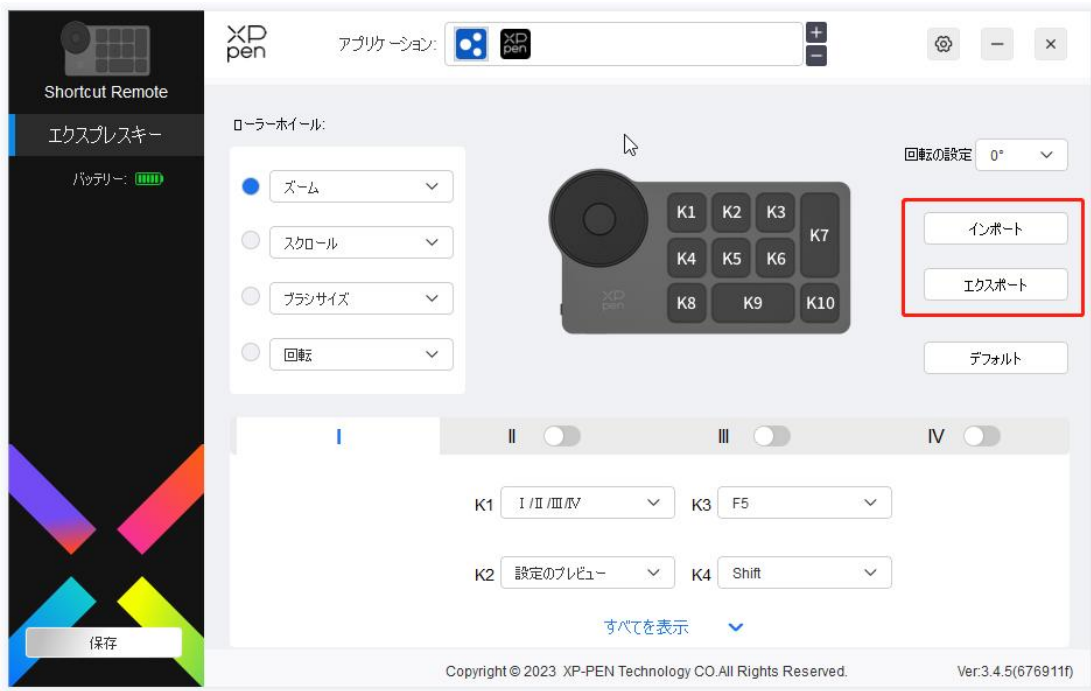 XP
pen
アプリケーション:
XP
pen
+
−
Shortcut Remote
エクスプレスキー
バッテリー:
ローラーホイール:
回転の設定 0°
ズーム
スクロール
ブラシサイズ
回転
K1 K2 K3
K7
K4 K5 K6
K8 K9 K10
XP
pen
インポート
エクスポート
デフォルト
I II III IV
K1 I/II/III/IV K3 F5
K2 設定のプレビュー K4 Shift
すべてを表示
保存
Copyright © 2023 XP-PEN Technology CO.All Rights Reserved. Ver:3.4.5(676911f)